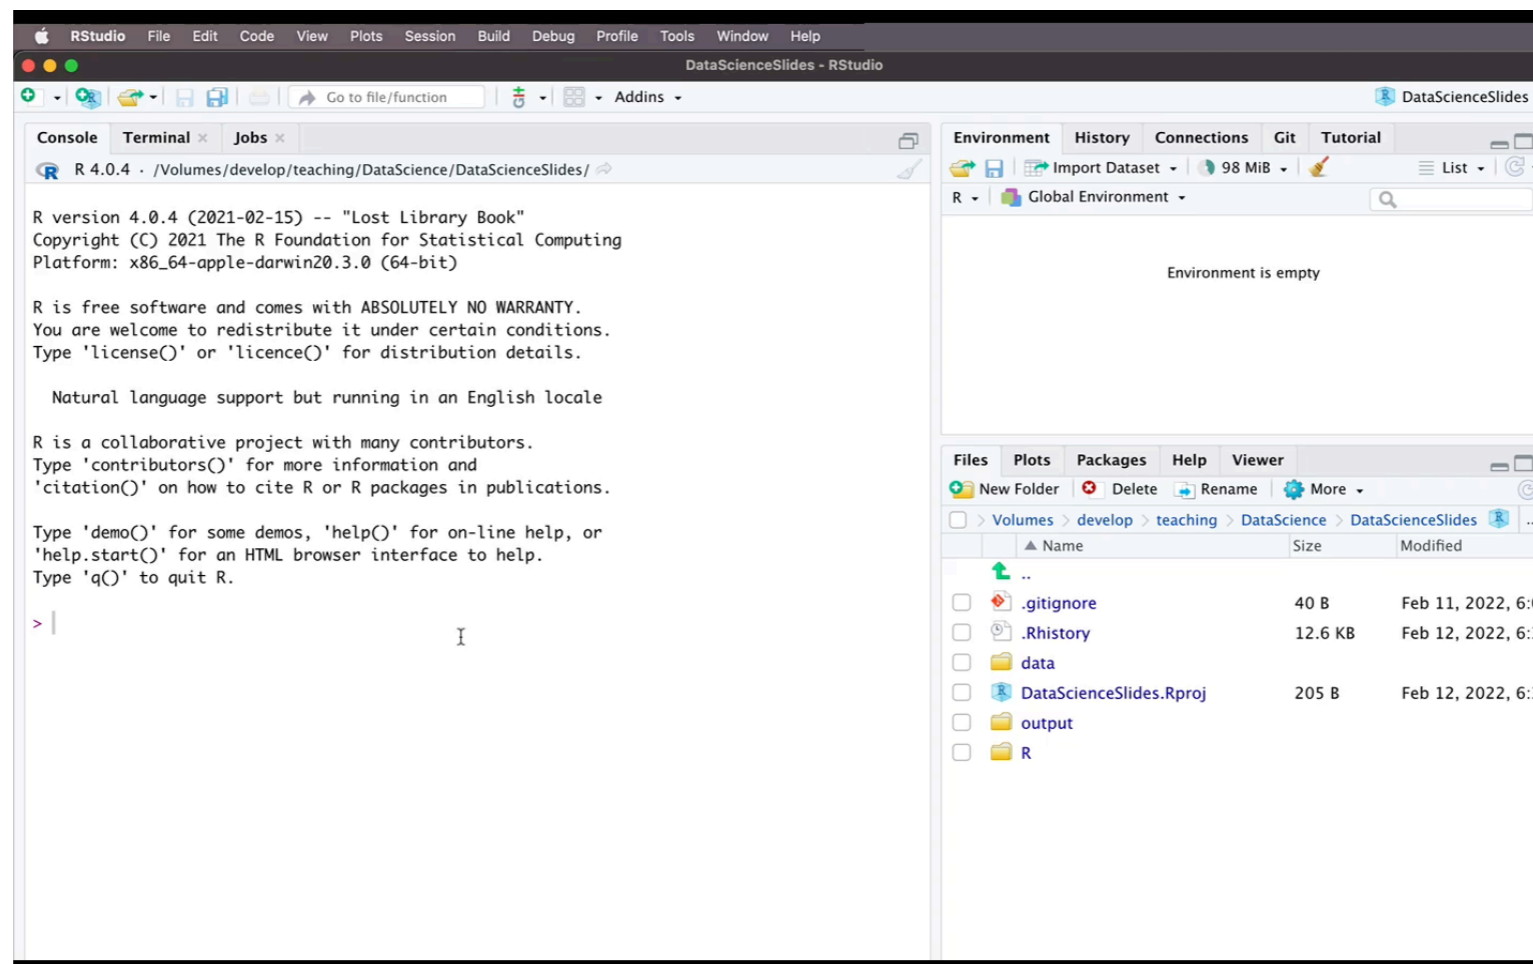 RStudio File Edit Code View Plots Session Build Debug Profile Tools Window Help
DataScienceSlides - RStudio
Go to file/function Addins DataScienceSlides
Console Terminal Jobs
R 4.0.4 · /Volumes/develop/teaching/DataScience/DataScienceSlides/
R version 4.0.4 (2021-02-15) -- "Lost Library Book"
Copyright (C) 2021 The R Foundation for Statistical Computing
Platform: x86_64-apple-darwin20.3.0 (64-bit)
R is free software and comes with ABSOLUTELY NO WARRANTY.
You are welcome to redistribute it under certain conditions.
Type 'license()' or 'licence()' for distribution details.
Natural language support but running in an English locale
R is a collaborative project with many contributors.
Type 'contributors()' for more information and
'citation()' on how to cite R or R packages in publications.
Type 'demo()' for some demos, 'help()' for on-line help, or
'help.start()' for an HTML browser interface to help.
Type 'q()' to quit R.
>
Environment History Connections Git Tutorial
Import Dataset 98 MiB List
R Global Environment
Environment is empty
Files Plots Packages Help Viewer
New Folder Delete Rename More
Volumes > develop > teaching > DataScience > DataScienceSlides
Name Size Modified
..
.gitignore 40 B Feb 11, 2022,
.Rhistory 12.6 KB Feb 12, 2022,
data
DataScienceSlides.Rproj 205 B Feb 12, 2022,
output
R